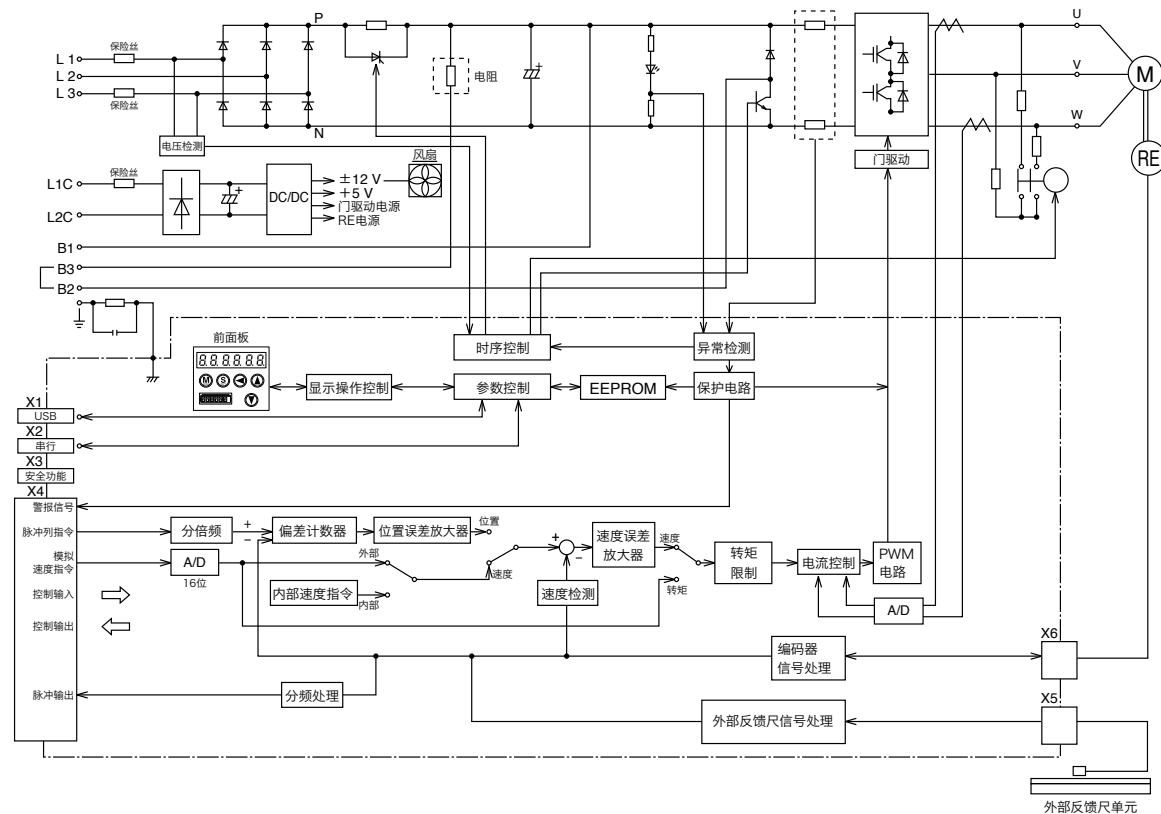 P
U
保险丝
L 1
L 2
V
M
电阻
L 3
保险丝
N
W
电压检测
门驱动
RE
风扇
保险丝
L1C
±12 V
+
DC/DC
+5 V
门驱动电源
L2C
RE电源
+
B1
B3
B2
前面板
8.8.8.8.8.8.
M
S
时序控制
异常检测
显示操作控制
参数控制
EEPROM
保护电路
X1
USB
X2
串行
X3
安全功能
X4
警报信号
脉冲列指令
分倍频
+
−
偏差计数器
位置误差放大器
位置
模拟
速度指令
A/D
16位
外部
速度
+
−
速度误差
放大器
速度
转矩
限制
电流控制
PWM
电路
控制输入
内部速度指令
内部
速度检测
转矩
A/D
控制输出
编码器
信号处理
X6
脉冲输出
分频处理
外部反馈尺信号处理
X5
外部反馈尺单元